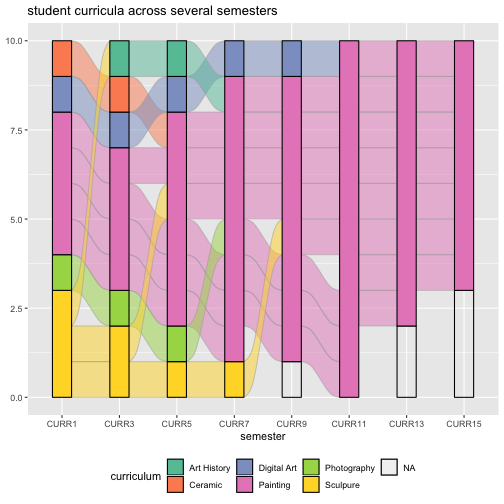 student curricula across several semesters
10.0
7.5
5.0
2.5
0.0
CURR1 CURR3 CURR5 CURR7 CURR9 CURR11 CURR13 CURR15
semester
curriculum
Art History Digital Art Photography NA
Ceramic Painting Sculpure